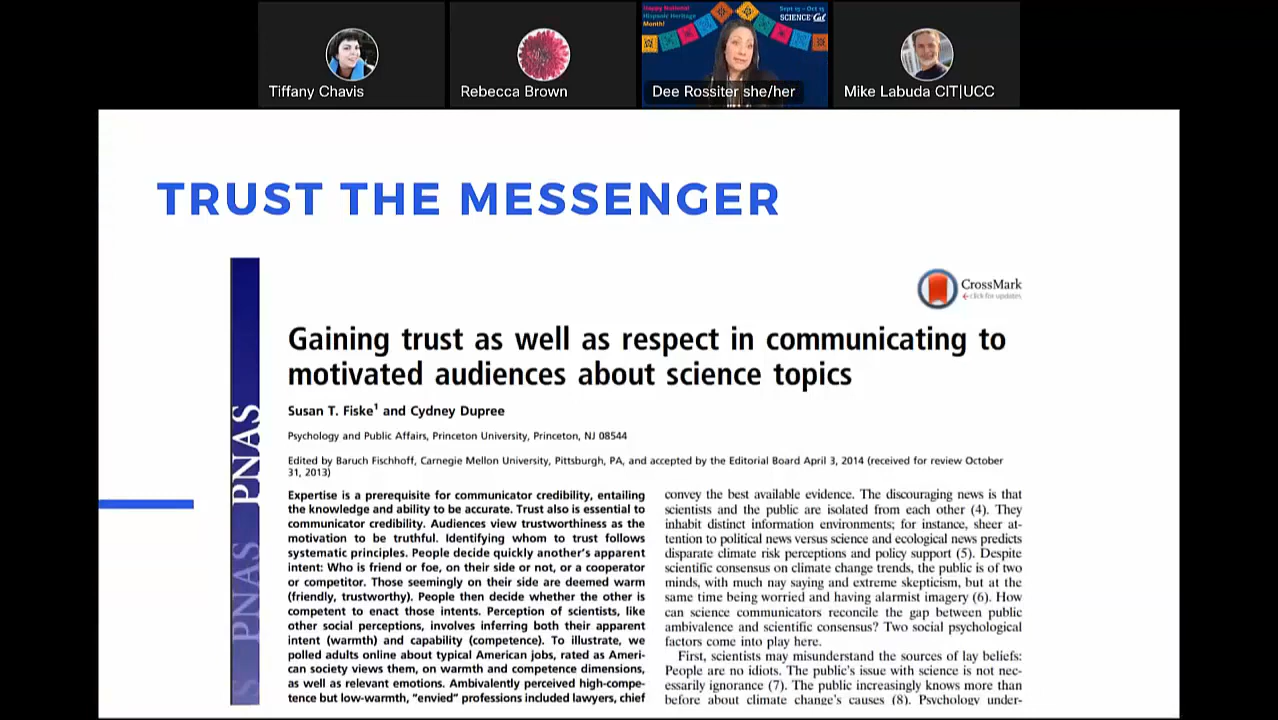 Happy National
Hispanic Heritage
Month!
Sept 15 - Oct 15
SCIENCE Cal
Tiffany Chavis
Rebecca Brown
Dee Rossiter she/her
Mike Labuda CIT|UCC
TRUST THE MESSENGER
CrossMark
click for updates
Gaining trust as well as respect in communicating to
motivated audiences about science topics
Susan T. Fiske1 and Cydney Dupree
Psychology and Public Affairs, Princeton University, Princeton, NJ 08544
Edited by Baruch Fischhoff, Carnegie Mellon University, Pittsburgh, PA, and accepted by the Editorial Board April 3, 2014 (received for review October
31, 2013)
Expertise is a prerequisite for communicator credibility, entailing
the knowledge and ability to be accurate. Trust also is essential to
communicator credibility. Audiences view trustworthiness as the
motivation to be truthful. Identifying whom to trust follows
systematic principles. People decide quickly another's apparent
intent: Who is friend or foe, on their side or not, or a cooperator
or competitor. Those seemingly on their side are deemed warm
(friendly, trustworthy). People then decide whether the other is
competent to enact those intents. Perception of scientists, like
other social perceptions, involves inferring both their apparent
intent (warmth) and capability (competence). To illustrate, we
polled adults online about typical American jobs, rated as Ameri-
can society views them, on warmth and competence dimensions,
as well as relevant emotions. Ambivalently perceived high-compe-
tence but low-warmth, "envied" professions included lawyers, chief
convey the best available evidence. The discouraging news is that
scientists and the public are isolated from each other (4). They
inhabit distinct information environments; for instance, sheer at-
tention to political news versus science and ecological news predicts
disparate climate risk perceptions and policy support (5). Despite
scientific consensus on climate change trends, the public is of two
minds, with much nay saying and extreme skepticism, but at the
same time being worried and having alarmist imagery (6). How
can science communicators reconcile the gap between public
ambivalence and scientific consensus? Two social psychological
factors come into play here.
First, scientists may misunderstand the sources of lay beliefs:
People are no idiots. The public's issue with science is not nec-
essarily ignorance (7). The public increasingly knows more than
before about climate change's causes (8). Psychology under-
PNAS
PNAS